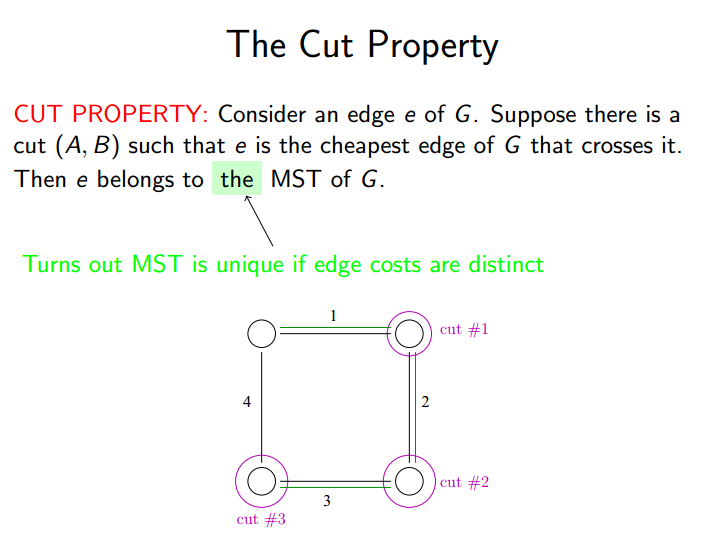 The Cut Property
CUT PROPERTY: Consider an edge e of G. Suppose there is a
cut (A, B) such that e is the cheapest edge of G that crosses it.
Then e belongs to the MST of G.
Turns out MST is unique if edge costs are distinct
1
cut #1
4
2
cut #2
3
cut #3